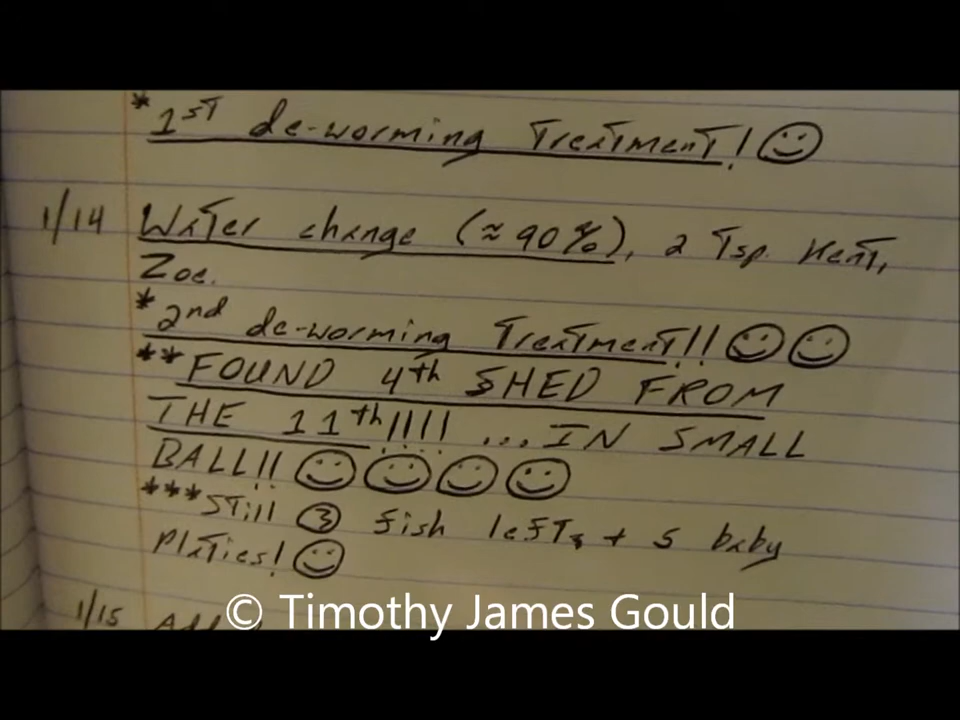 *1ST de-worming Treatment! ☺
1/14 Water change (≈90%), 2 Tsp. Kent,
Zoe.
*2nd de-worming Treatment!! ☺ ☺
**FOUND 4th SHED FROM
THE 11th!!!! ...IN SMALL
BALL!! ☺ ☺ ☺ ☺
***Still ③ fish left, + 5 baby
Platies! ☺
1/15
© Timothy James Gould